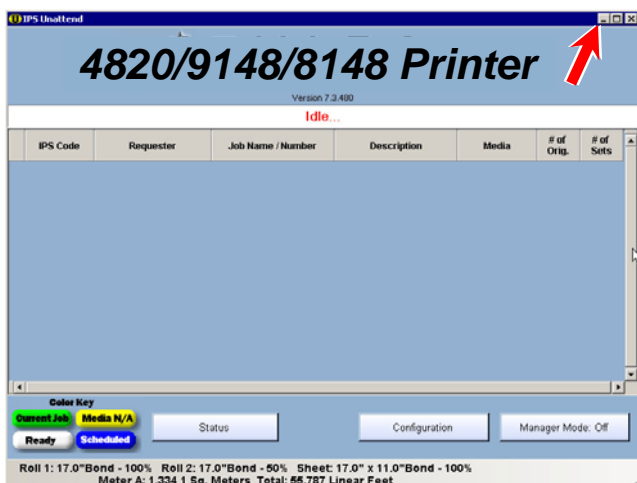 IPS Unattend
4820/9148/8148 Printer
Version 7.3.480
Idle...
IPS Code Requester Job Name / Number Description Media # of Orig. # of Sets
Color Key
Current Job Media N/A
Ready Scheduled
Status Configuration Manager Mode: Off
Roll 1: 17.0"Bond - 100% Roll 2: 17.0"Bond - 50% Sheet: 17.0" x 11.0"Bond - 100%
Meter A: 1,334.1 Sq. Meters Total: 55,787 Linear Feet